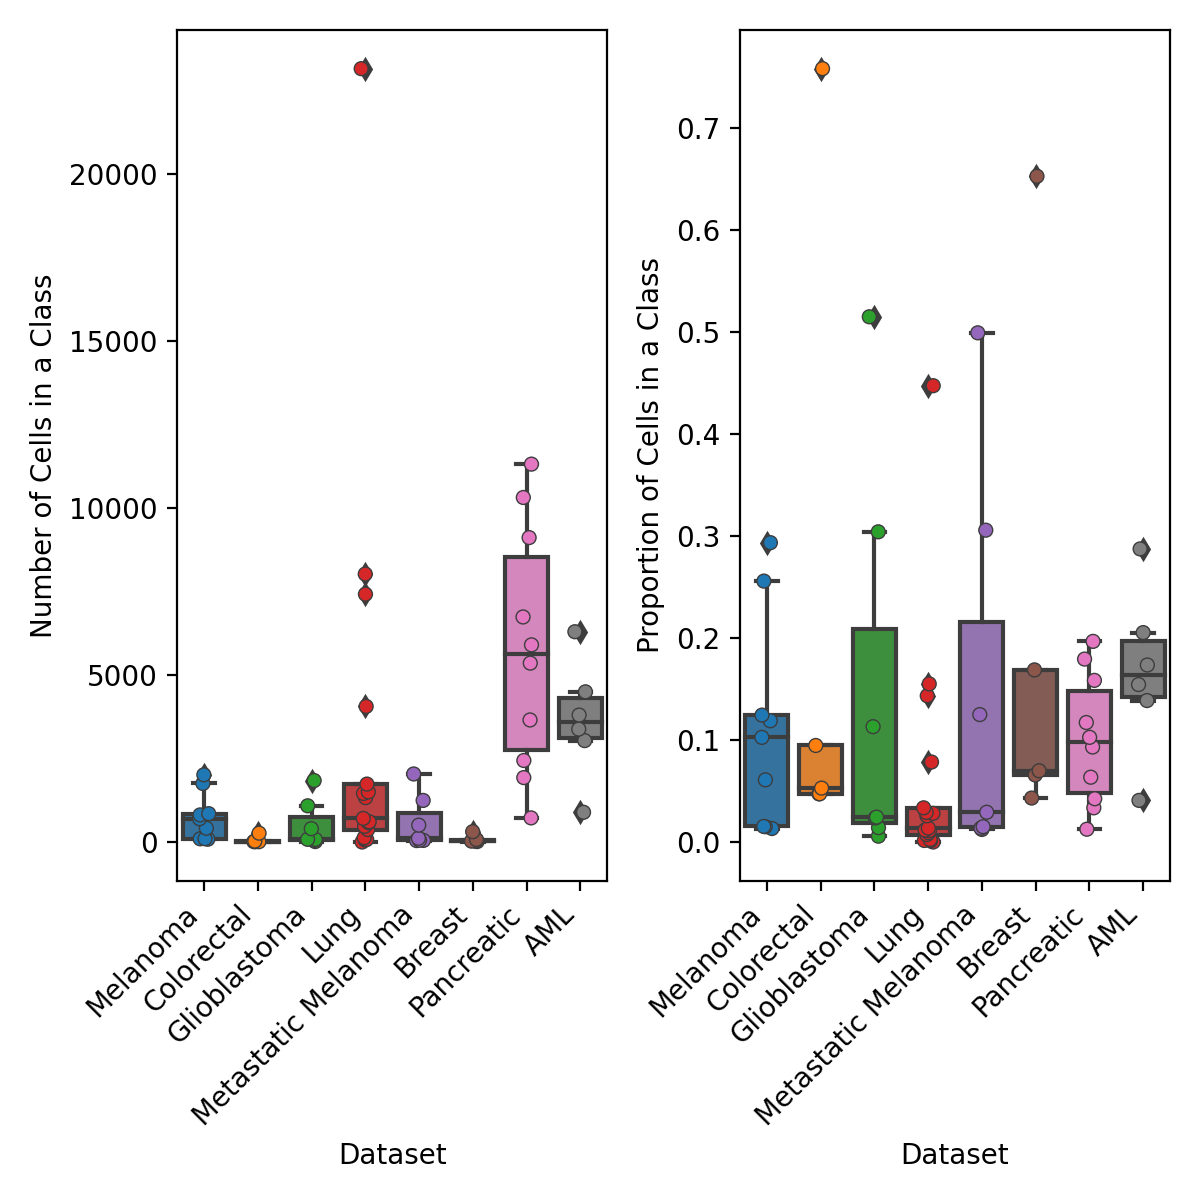 Number of Cells in a Class
20000
15000
10000
5000
0
Melanoma
Colorectal
Glioblastoma
Lung
Metastatic Melanoma
Breast
Pancreatic
AML
Dataset
Proportion of Cells in a Class
0.7
0.6
0.5
0.4
0.3
0.2
0.1
0.0
Melanoma
Colorectal
Glioblastoma
Lung
Metastatic Melanoma
Breast
Pancreatic
AML
Dataset